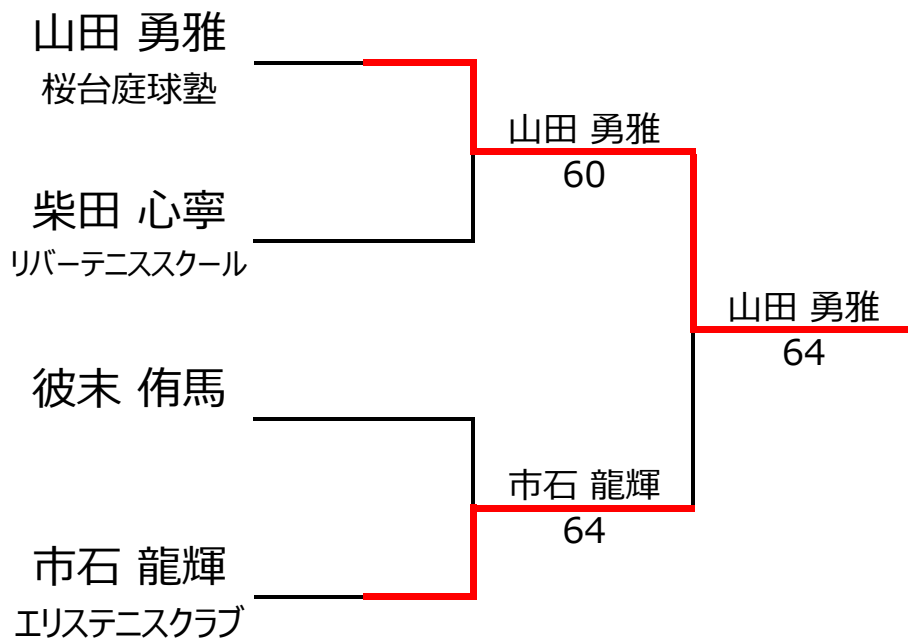 山田 勇雅
桜台庭球塾
柴田 心寧
リバーテニススクール
彼末 侑馬
市石 龍輝
エリステニスクラブ
山田 勇雅
60
市石 龍輝
64
山田 勇雅
64